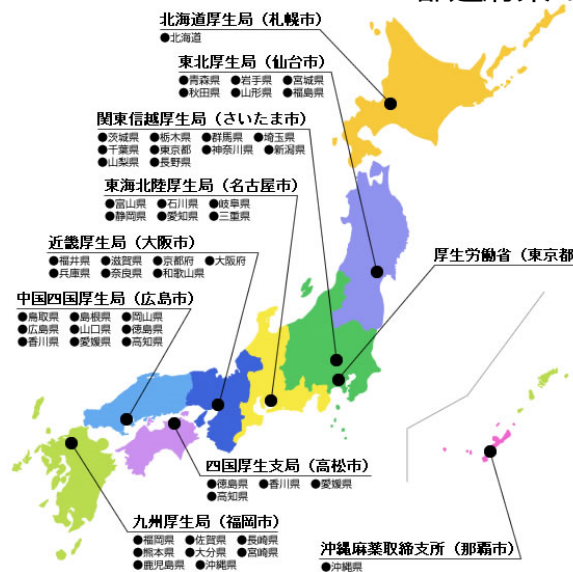 北海道厚生局（札幌市）
●北海道
東北厚生局（仙台市）
●青森県 ●岩手県 ●宮城県
●秋田県 ●山形県 ●福島県
関東信越厚生局（さいたま市）
●茨城県 ●栃木県 ●群馬県 ●埼玉県
●千葉県 ●東京都 ●神奈川県 ●新潟県
●山梨県 ●長野県
東海北陸厚生局（名古屋市）
●富山県 ●石川県 ●岐阜県
●静岡県 ●愛知県 ●三重県
近畿厚生局（大阪市）
●福井県 ●滋賀県 ●京都府 ●大阪府
●兵庫県 ●奈良県 ●和歌山県
厚生労働省（東京都
中国四国厚生局（広島市）
●鳥取県 ●島根県 ●岡山県
●広島県 ●山口県 ●徳島県
●香川県 ●愛媛県 ●高知県
四国厚生支局（高松市）
●徳島県 ●香川県 ●愛媛県
●高知県
九州厚生局（福岡市）
●福岡県 ●佐賀県 ●長崎県
●熊本県 ●大分県 ●宮崎県
●鹿児島県 ●沖縄県
沖縄麻薬取締支所（那覇市）
●沖縄県